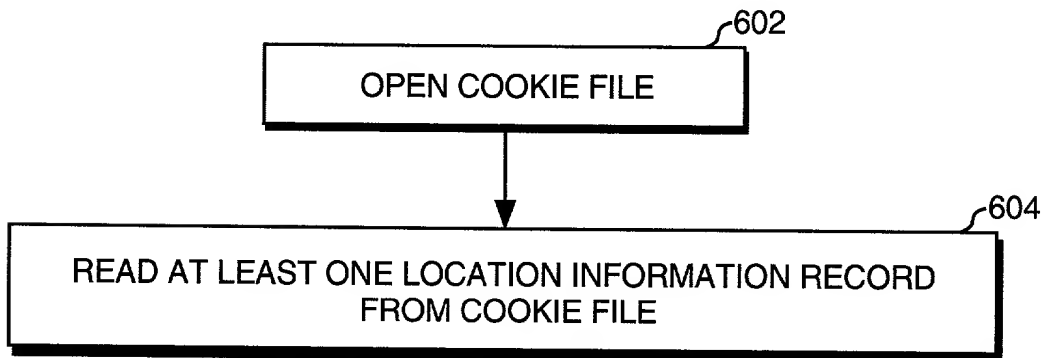 602
OPEN COOKIE FILE
604
READ AT LEAST ONE LOCATION INFORMATION RECORD
FROM COOKIE FILE